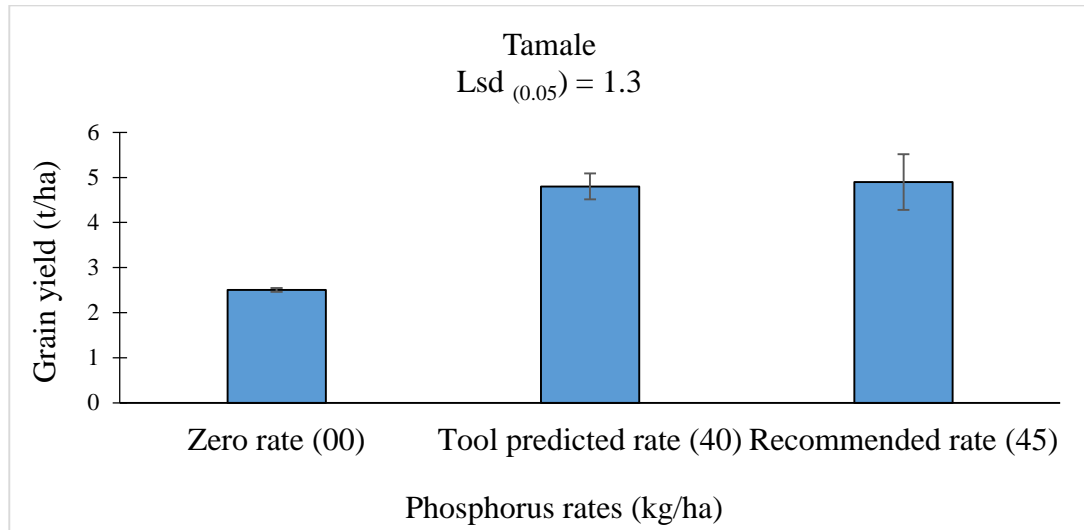 Tamale
Lsd (0.05) = 1.3
Grain yield (t/ha)
6
5
4
3
2
1
0
Zero rate (00)
Tool predicted rate (40)
Recommended rate (45)
Phosphorus rates (kg/ha)